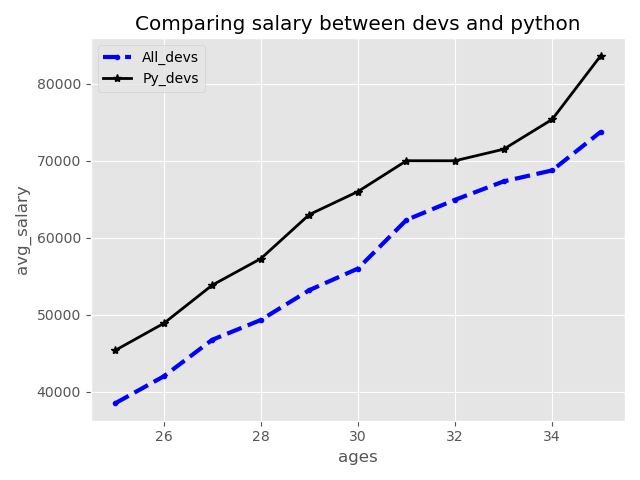 Comparing salary between devs and python
All_devs
Py_devs
80000
70000
60000
50000
40000
avg_salary
26 28 30 32 34
ages